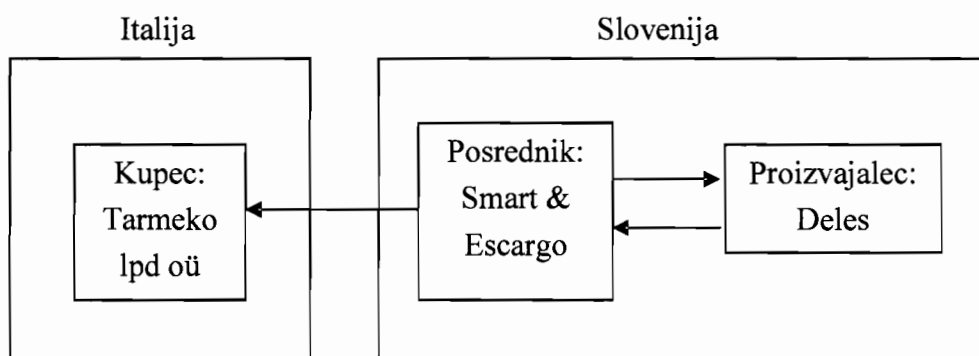 Italija
Slovenija
Kupec:
Tarmeko
lpd oü
Posrednik:
Smart &
Escargo
Proizvajalec:
Deles